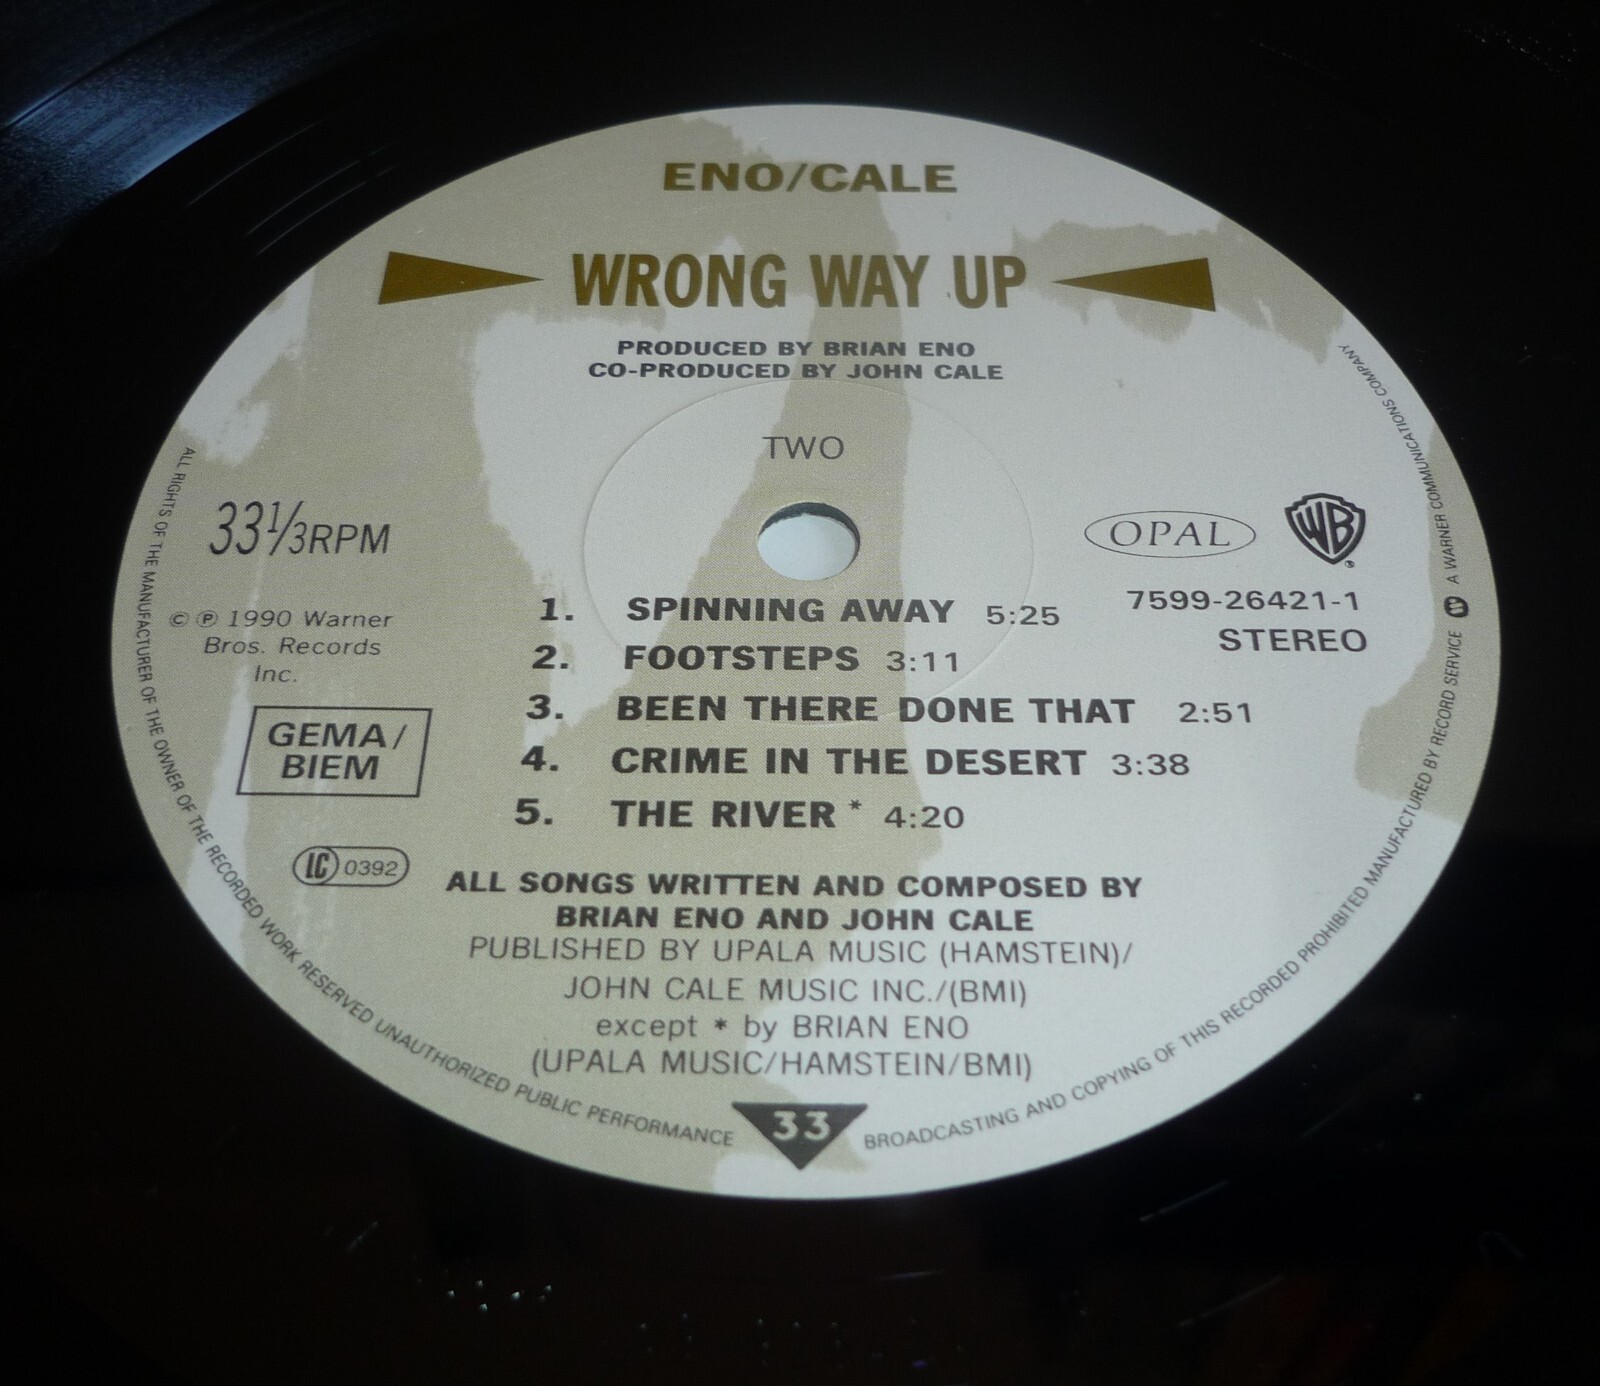 ENO/CALE
WRONG WAY UP
PRODUCED BY BRIAN ENO
CO-PRODUCED BY JOHN CALE
TWO
33 1/3 RPM
OPAL
WB
7599-26421-1
STEREO
© ℗ 1990 Warner
Bros. Records
Inc.
GEMA/
BIEM
LC 0392
1. SPINNING AWAY 5:25
2. FOOTSTEPS 3:11
3. BEEN THERE DONE THAT 2:51
4. CRIME IN THE DESERT 3:38
5. THE RIVER * 4:20
ALL SONGS WRITTEN AND COMPOSED BY
BRIAN ENO AND JOHN CALE
PUBLISHED BY UPALA MUSIC (HAMSTEIN)/
JOHN CALE MUSIC INC./(BMI)
except * by BRIAN ENO
(UPALA MUSIC/HAMSTEIN/BMI)
33
ALL RIGHTS OF THE MANUFACTURER OF THE OWNER OF THE RECORDED WORK RESERVED UNAUTHORIZED PUBLIC PERFORMANCE
BROADCASTING AND COPYING OF THIS RECORDED PROHIBITED MANUFACTURED BY RECORD SERVICE A WARNER COMMUNICATIONS COMPANY